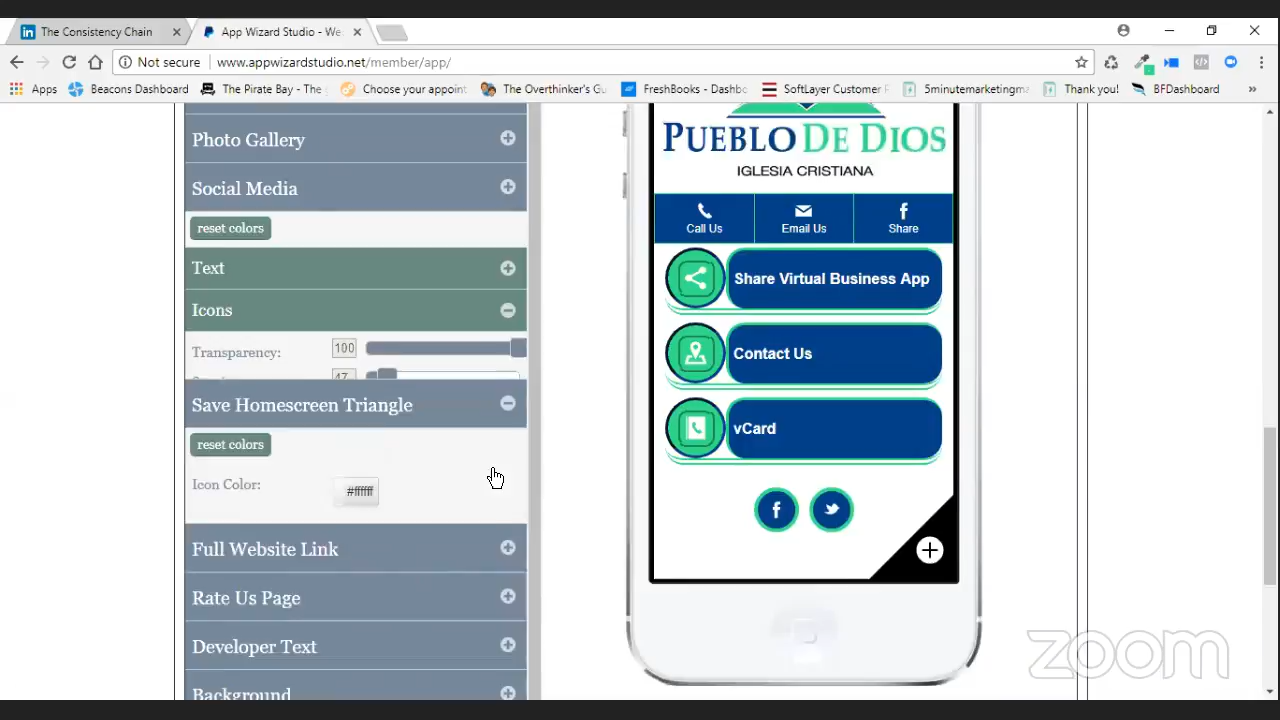 The Consistency Chain
App Wizard Studio - We
Not secure
www.appwizardstudio.net/member/app/
Apps
Beacons Dashboard
The Pirate Bay - The
Choose your appoint
The Overthinker's Gu
FreshBooks - Dashbo
SoftLayer Customer
5minutemarketingma
Thank you!
BFDashboard
Photo Gallery
Social Media
reset colors
Text
Icons
Transparency:
100
47
Save Homescreen Triangle
reset colors
Icon Color:
#ffffff
Full Website Link
Rate Us Page
Developer Text
Background
PUEBLO DE DIOS
IGLESIA CRISTIANA
Call Us
Email Us
Share
Share Virtual Business App
Contact Us
vCard
zoom